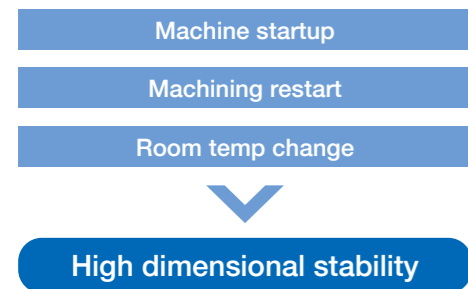 Machine startup
Machining restart
Room temp change
High dimensional stability